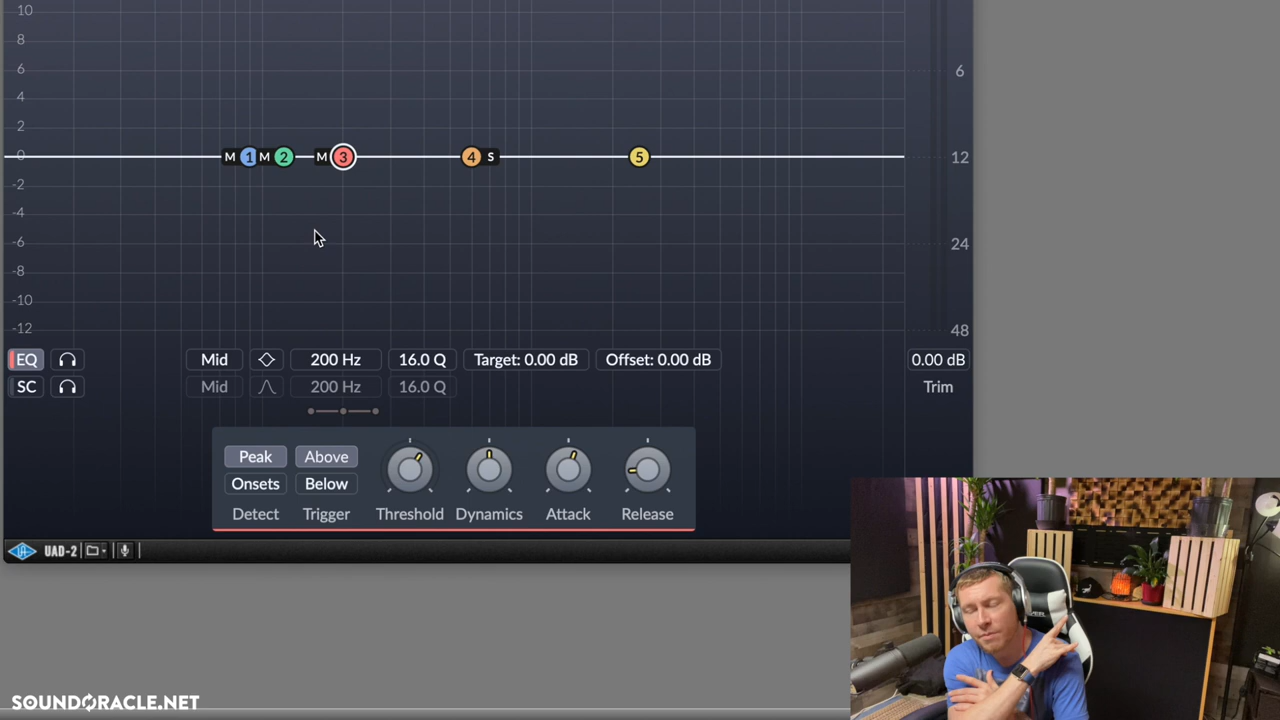 10
8
6
6
4
2
M 1 M 2 M 3 4 S 5
0
12
-2
-4
-6
24
-8
-10
-12
48
EQ Mid 200 Hz 16.0 Q Target: 0.00 dB Offset: 0.00 dB 0.00 dB
SC Mid 200 Hz 16.0 Q Trim
Peak Above
Onsets Below
Detect Trigger Threshold Dynamics Attack Release
UAD-2
SOUNDORACLE.NET